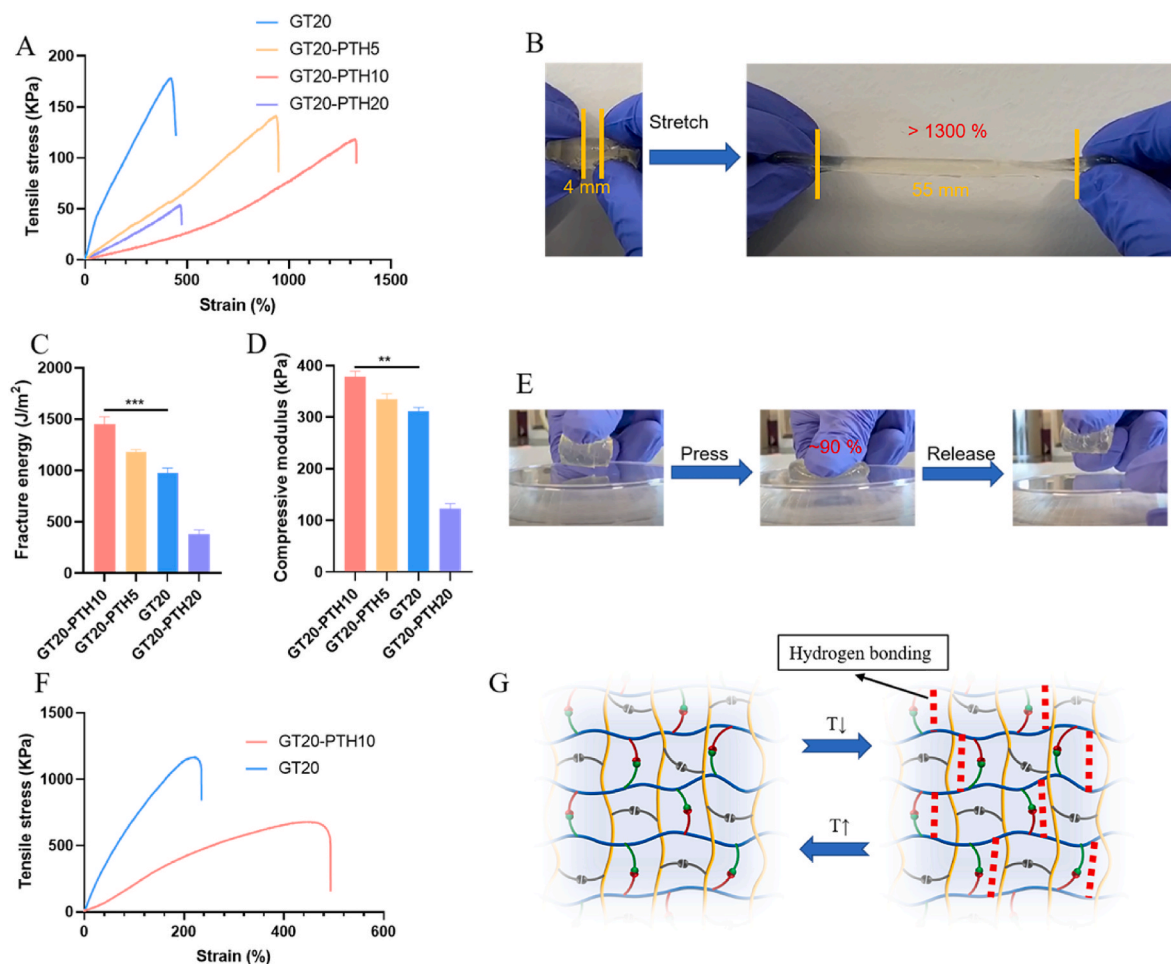 A
GT20
GT20-PTH5
GT20-PTH10
GT20-PTH20
Tensile stress (KPa)
200
150
100
50
0
0 500 1000 1500
Strain (%)
B
4 mm
Stretch
> 1300 %
55 mm
C
Fracture energy (J/m²)
2000
1500
1000
500
0
***
GT20-PTH10
GT20-PTH5
GT20
GT20-PTH20
D
Compressive modulus (kPa)
400
300
200
100
0
**
GT20-PTH10
GT20-PTH5
GT20
GT20-PTH20
E
Press
~90 %
Release
F
Tensile stress (KPa)
1500
1000
500
0
0 200 400 600
Strain (%)
GT20-PTH10
GT20
G
Hydrogen bonding
T↓
T↑